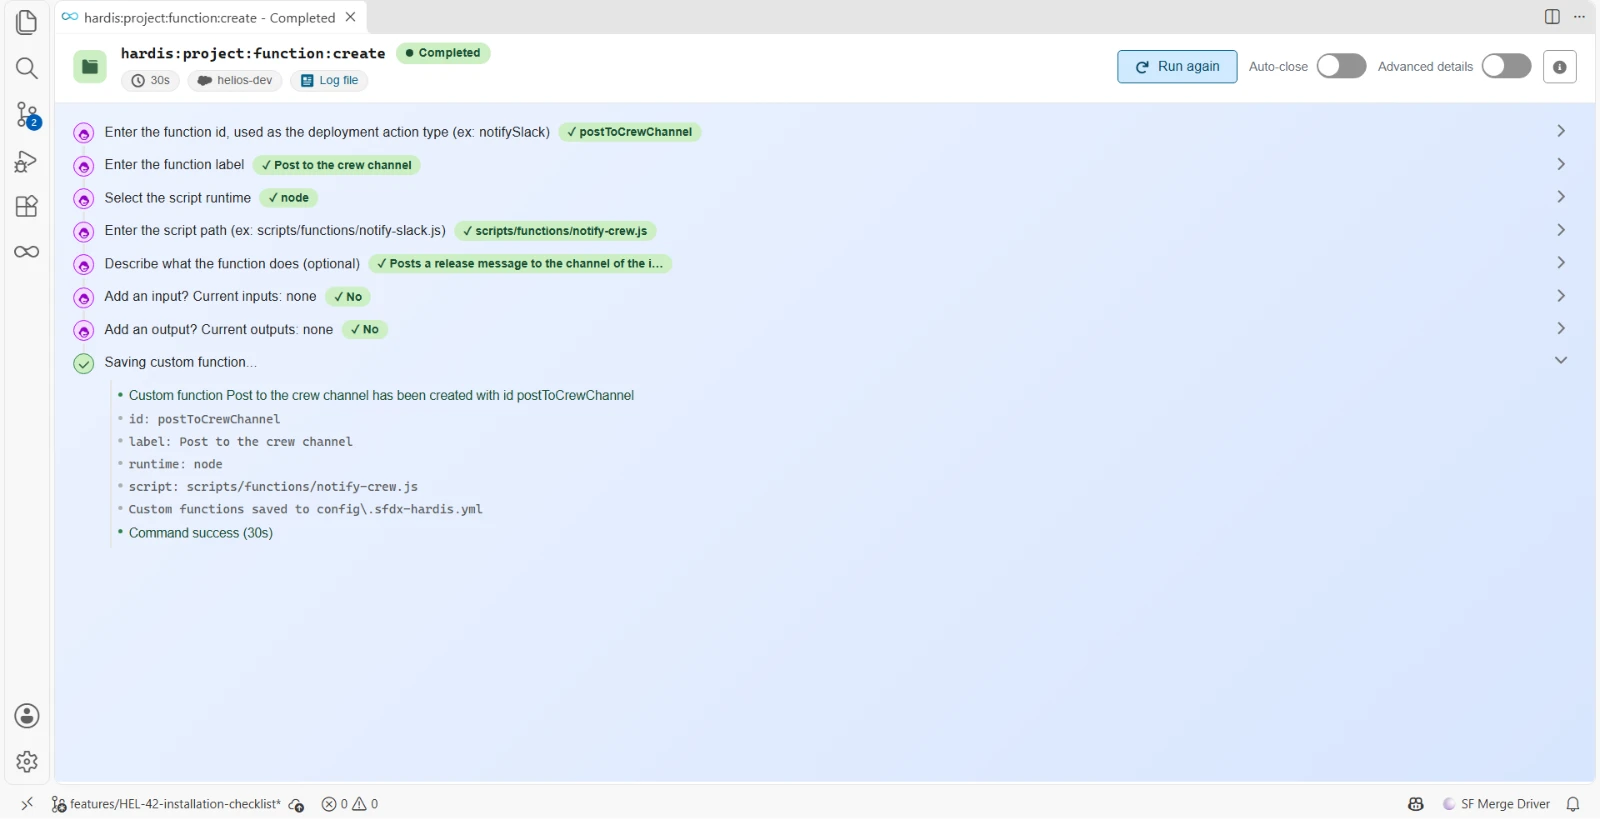 hardis:project:function:create - Completed
hardis:project:function:create
Completed
30s
helios-dev
Log file
Run again
Auto-close
Advanced details
2
Enter the function id, used as the deployment action type (ex: notifySlack) ✓ postToCrewChannel
Enter the function label ✓ Post to the crew channel
Select the script runtime ✓ node
Enter the script path (ex: scripts/functions/notify-slack.js) ✓ scripts/functions/notify-crew.js
Describe what the function does (optional) ✓ Posts a release message to the channel of the i...
Add an input? Current inputs: none ✓ No
Add an output? Current outputs: none ✓ No
Saving custom function...
• Custom function Post to the crew channel has been created with id postToCrewChannel
• id: postToCrewChannel
• label: Post to the crew channel
• runtime: node
• script: scripts/functions/notify-crew.js
• Custom functions saved to config\.sfdx-hardis.yml
• Command success (30s)
features/HEL-42-installation-checklist*
0
0
SF Merge Driver